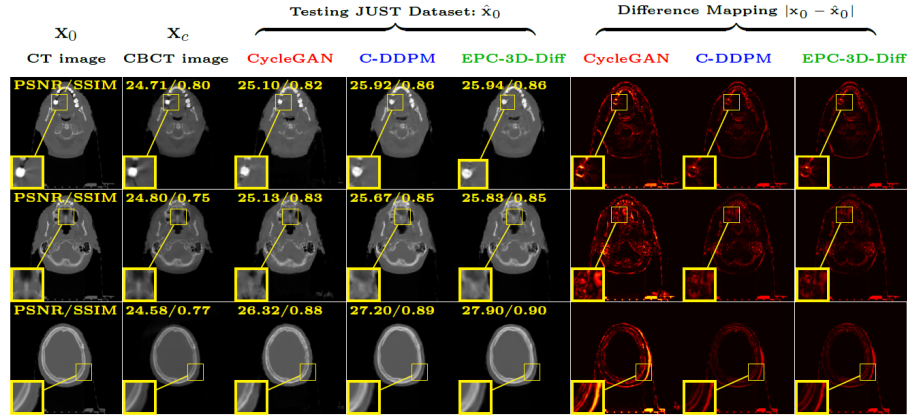 Testing JUST Dataset: x̂₀
Difference Mapping |x₀ − x̂₀|
x₀
x_c
CT image
CBCT image
CycleGAN
C-DDPM
EPC-3D-Diff
CycleGAN
C-DDPM
EPC-3D-Diff
PSNR/SSIM 24.71/0.80 25.10/0.82 25.92/0.86 25.94/0.86
PSNR/SSIM 24.80/0.75 25.13/0.83 25.67/0.85 25.83/0.85
PSNR/SSIM 24.58/0.77 26.32/0.88 27.20/0.89 27.90/0.90